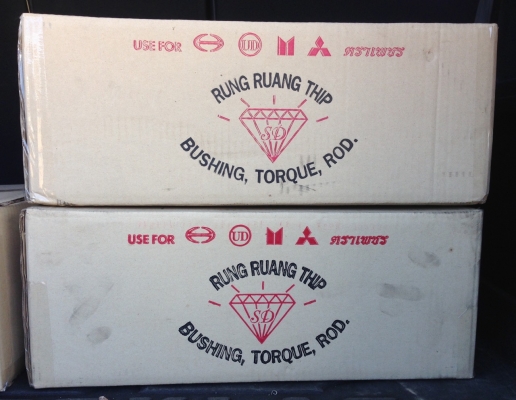 USE FOR UD ตราเพชร
RUNG RUANG THIP
SD
BUSHING, TORQUE, ROD.
USE FOR UD ตราเพชร
RUNG RUANG THIP
SD
BUSHING, TORQUE, ROD.